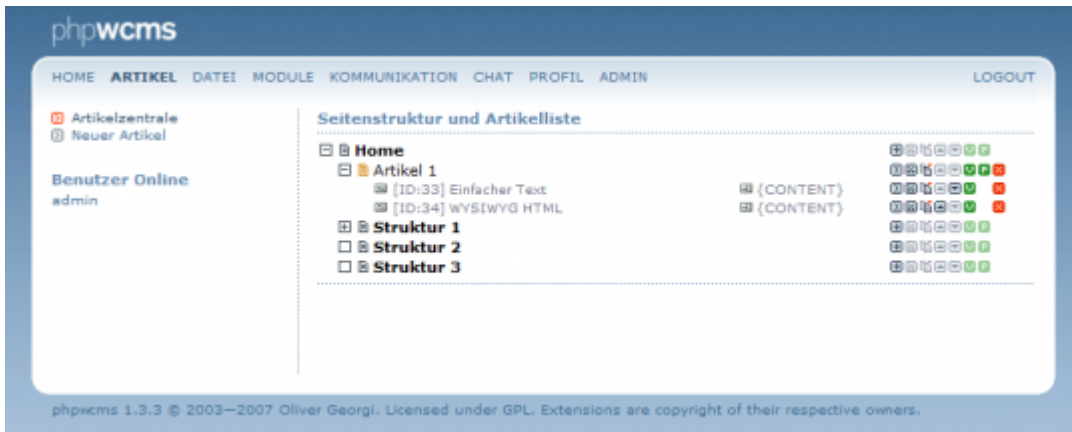 phpwcms
HOME ARTIKEL DATEI MODULE KOMMUNIKATION CHAT PROFIL ADMIN LOGOUT
Artikelzentrale
Neuer Artikel
Benutzer Online
admin
Seitenstruktur und Artikelliste
Home
Artikel 1
[ID:33] Einfacher Text {CONTENT}
[ID:34] WYSIWYG HTML {CONTENT}
Struktur 1
Struktur 2
Struktur 3
phpwcms 1.3.3 © 2003—2007 Oliver Georgi. Licensed under GPL. Extensions are copyright of their respective owners.